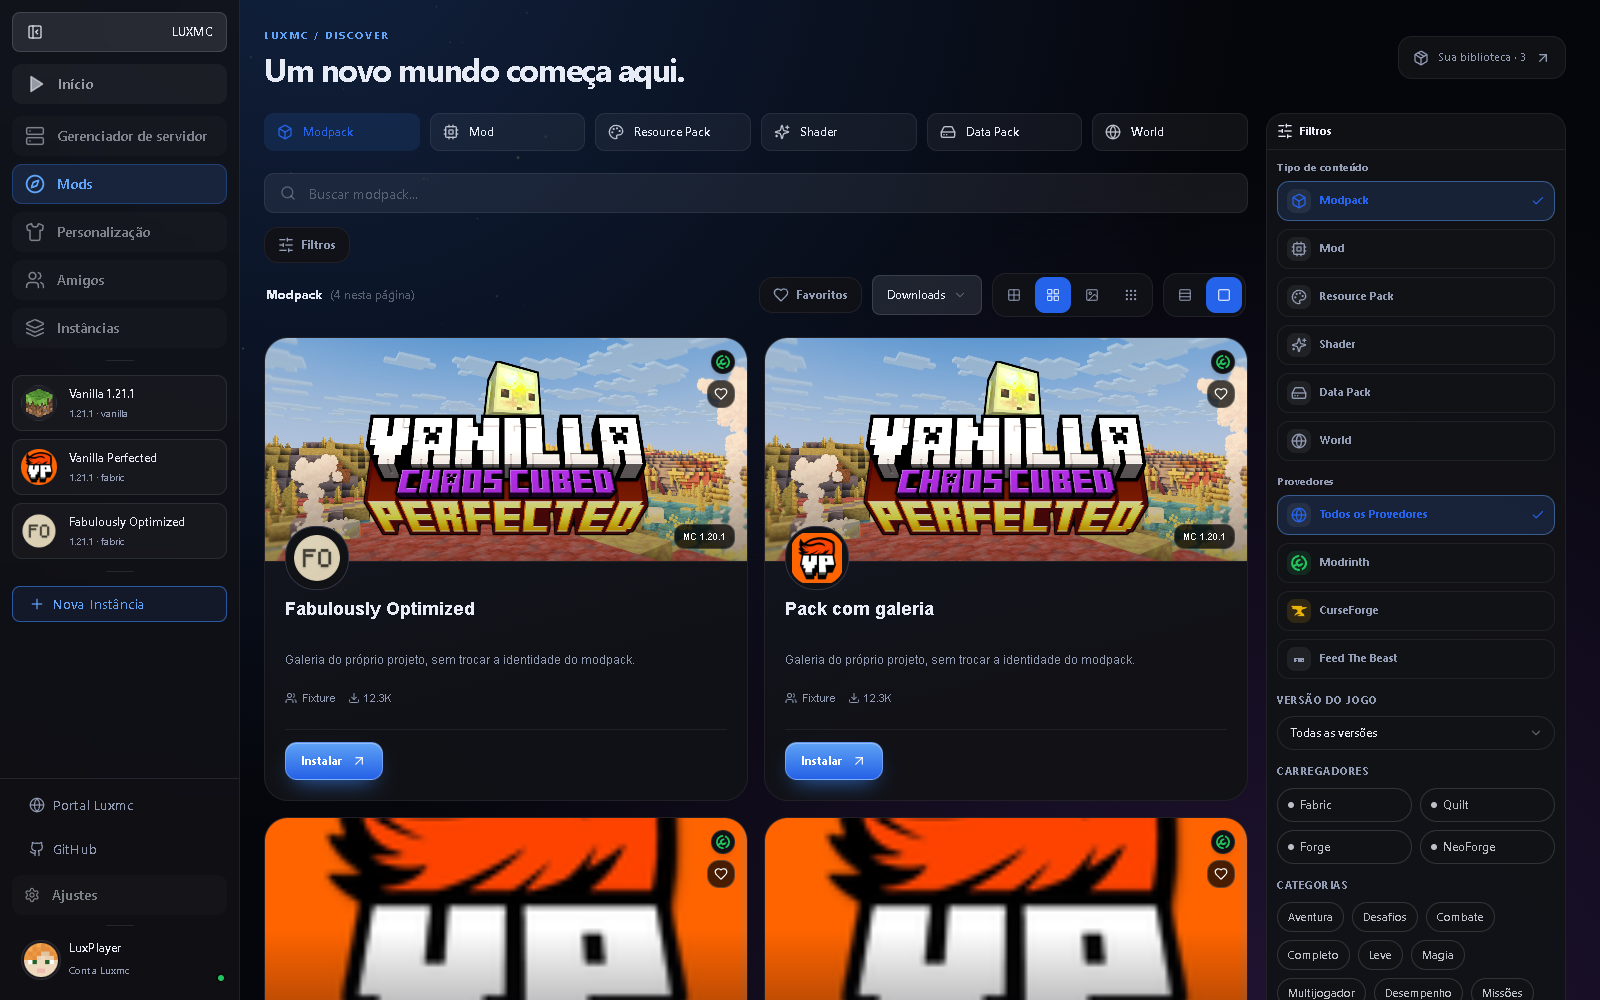 LUXMC
Início
Gerenciador de servidor
Mods
Personalização
Amigos
Instâncias
Vanilla 1.21.1
1.21.1 · vanilla
VP
Vanilla Perfected
1.21.1 · fabric
FO
Fabulously Optimized
1.21.1 · fabric
Nova Instância
Portal Luxmc
GitHub
Ajustes
LuxPlayer
Conta Luxmc
LUXMC / DISCOVER
Um novo mundo começa aqui.
Sua biblioteca · 3
Modpack
Mod
Resource Pack
Shader
Data Pack
World
Buscar modpack...
Filtros
Modpack (4 nesta página)
Favoritos
Downloads
VANILLA
CHAOS CUBED
PERFECTED
MC 1.20.1
FO
Fabulously Optimized
Galeria do próprio projeto, sem trocar a identidade do modpack.
Fixture 12.3K
Instalar
VANILLA
CHAOS CUBED
PERFECTED
MC 1.20.1
VP
Pack com galeria
Galeria do próprio projeto, sem trocar a identidade do modpack.
Fixture 12.3K
Instalar
VP
VP
Filtros
Tipo de conteúdo
Modpack
Mod
Resource Pack
Shader
Data Pack
World
Provedores
Todos os Provedores
Modrinth
CurseForge
Feed The Beast
VERSÃO DO JOGO
Todas as versões
CARREGADORES
Fabric
Quilt
Forge
NeoForge
CATEGORIAS
Aventura
Desafios
Combate
Completo
Leve
Magia
Multijogador
Desempenho
Missões